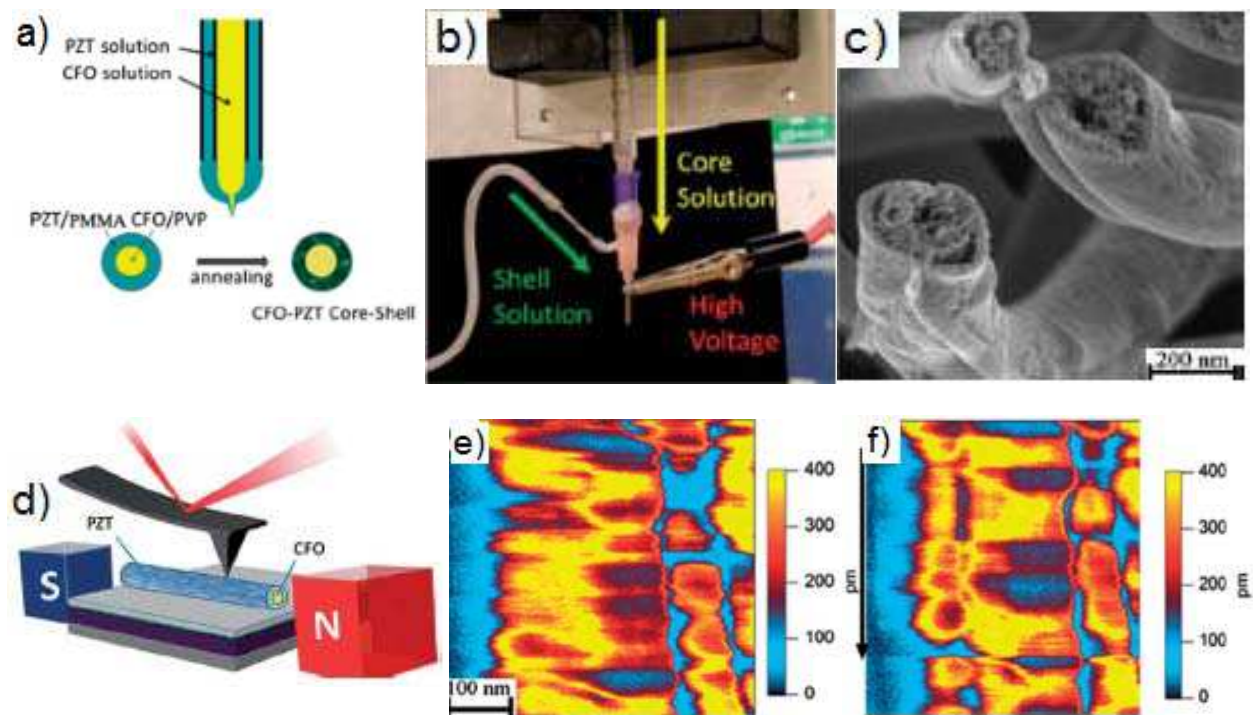 a)
PZT solution
CFO solution
PZT/PMMA CFO/PVP
annealing
CFO-PZT Core-Shell
b)
Core
Solution
Shell
Solution
High
Voltage
c)
200 nm
d)
PZT
CFO
S
N
e)
400
300
200
100
0
pm
100 nm
f)
400
300
200
100
0
pm